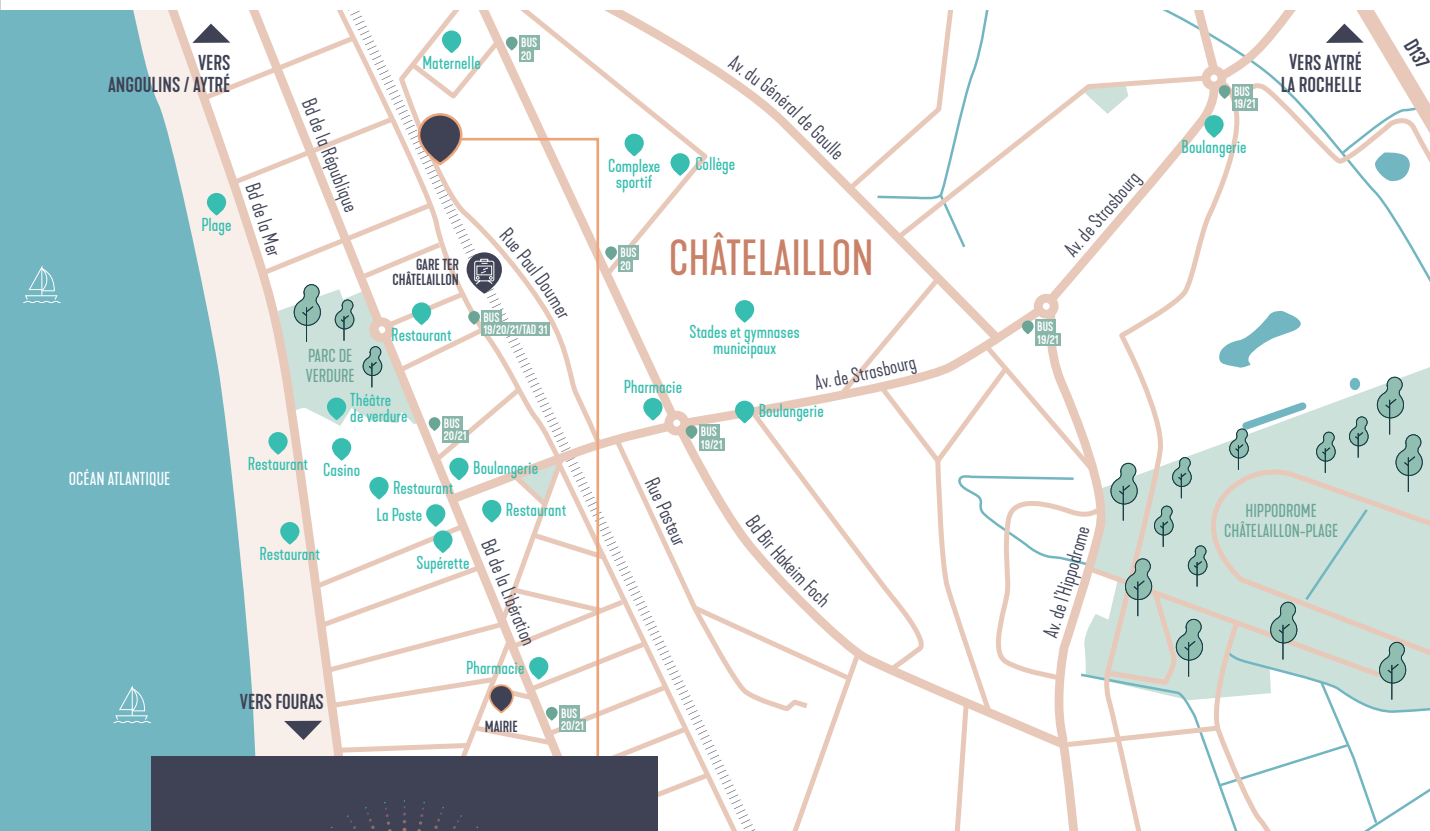 VERS
ANGOULINS / AYTRÉ
Maternelle
BUS
20
Av. du Général de Gaulle
VERS AYTRÉ
LA ROCHELLE
D137
BUS
19/21
Boulangerie
Bd de la République
Complexe
sportif
Collège
Plage
Bd de la Mer
Av. de Strasbourg
GARE TER
CHÂTELAILLON
Rue Paul Doumer
BUS
20
CHÂTELAILLON
BUS
19/20/21/TAD 31
Restaurant
Stades et gymnases
municipaux
BUS
19/21
PARC DE
VERDURE
Théâtre
de verdure
Pharmacie
Av. de Strasbourg
Boulangerie
BUS
20/21
BUS
19/21
Restaurant
Casino
Boulangerie
OCÉAN ATLANTIQUE
Restaurant
La Poste
Restaurant
Rue Pasteur
Bd Bir Hakeim Foch
HIPPODROME
CHÂTELAILLON-PLAGE
Restaurant
Supérette
Bd de la Libération
Av. de l'Hippodrome
Pharmacie
VERS FOURAS
MAIRIE
BUS
20/21